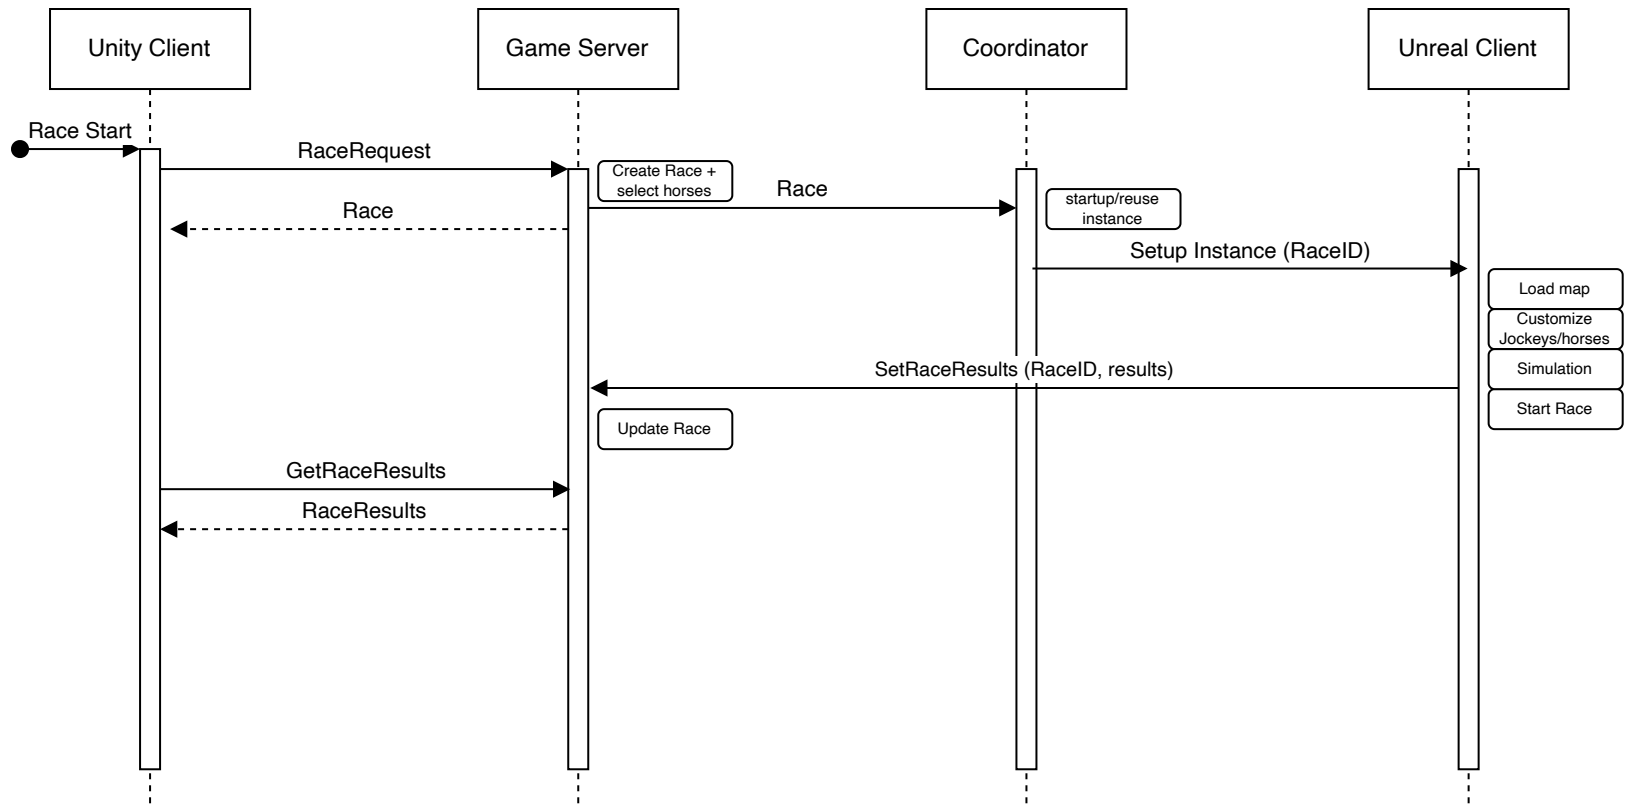 Unity Client
Game Server
Coordinator
Unreal Client
Race Start
RaceRequest
Create Race +
select horses
Race
startup/reuse
instance
Race
Setup Instance (RaceID)
Load map
Customize
Jockeys/horses
SetRaceResults (RaceID, results)
Simulation
Start Race
Update Race
GetRaceResults
RaceResults